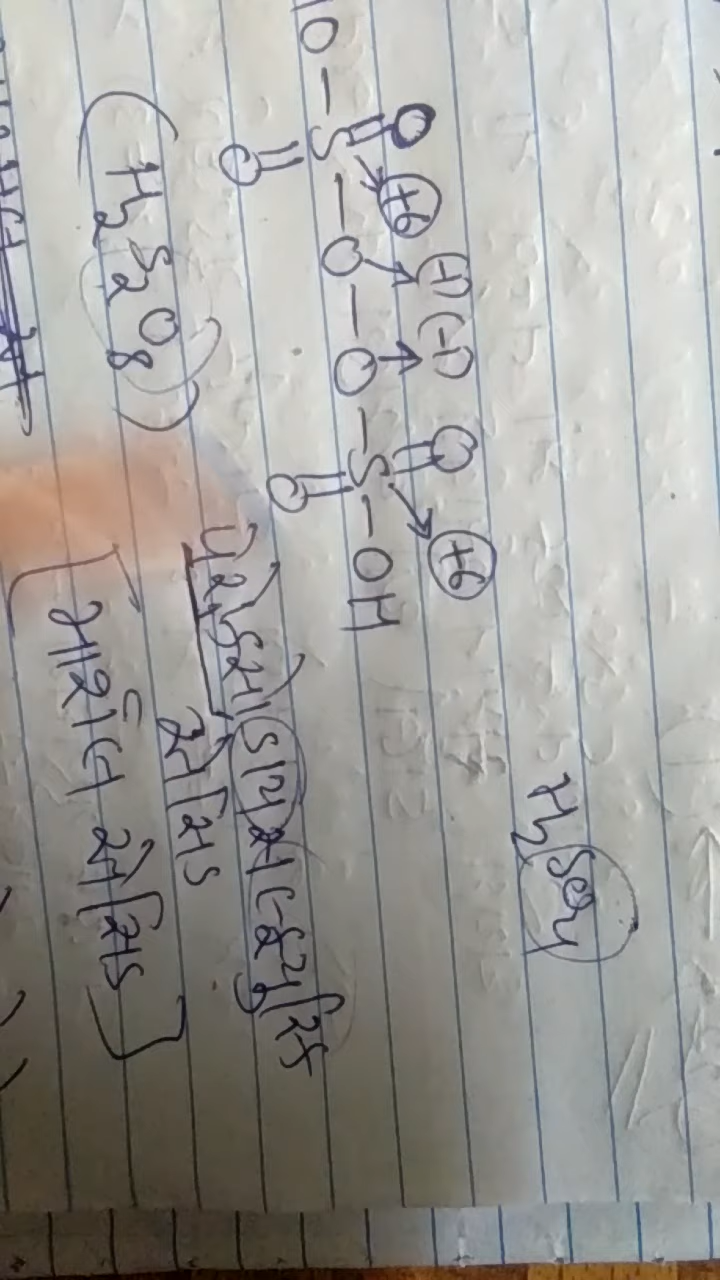 H₂SO₄
+6 (-1) (-1) +6
O O
HO - S - O - O - S - OH
O O
(H₂S₂O₈)
પેરોક્સોડાયસલ્ફ્યુરિક
એસિડ
[માર્શલ એસિડ]